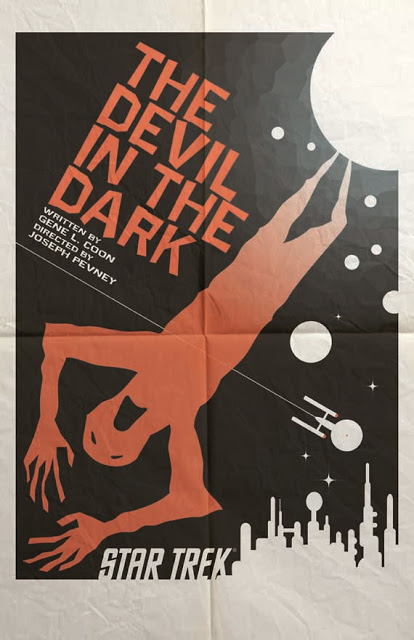 THE
DEVIL
IN THE
DARK
WRITTEN BY
GENE L. COON
DIRECTED BY
JOSEPH PEVNEY
STAR TREK®